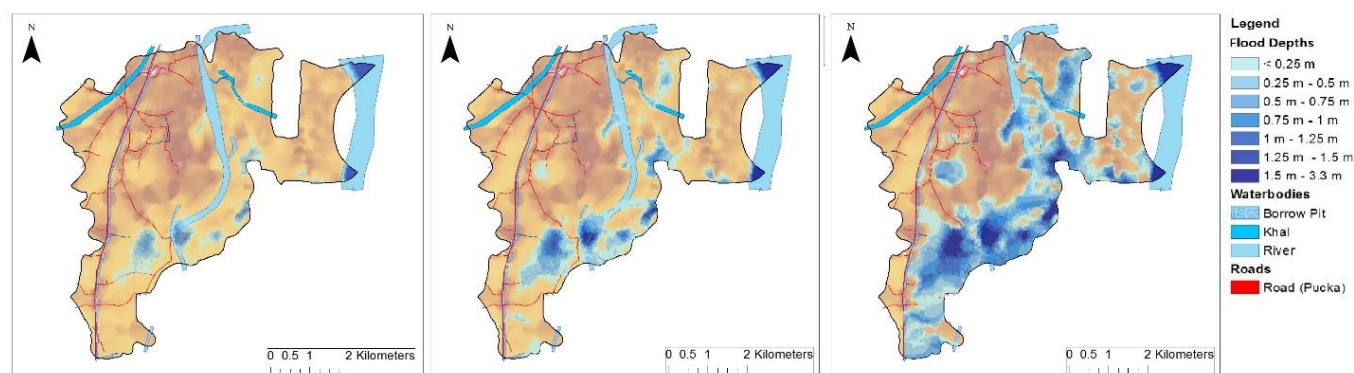 N
0 0.5 1 2 Kilometers
N
0 0.5 1 2 Kilometers
N
0 0.5 1 2 Kilometers
Legend
Flood Depths
< 0.25 m
0.25 m - 0.5 m
0.5 m - 0.75 m
0.75 m - 1 m
1 m - 1.25 m
1.25 m - 1.5 m
1.5 m - 3.3 m
Waterbodies
Borrow Pit
Khal
River
Roads
Road (Pucka)